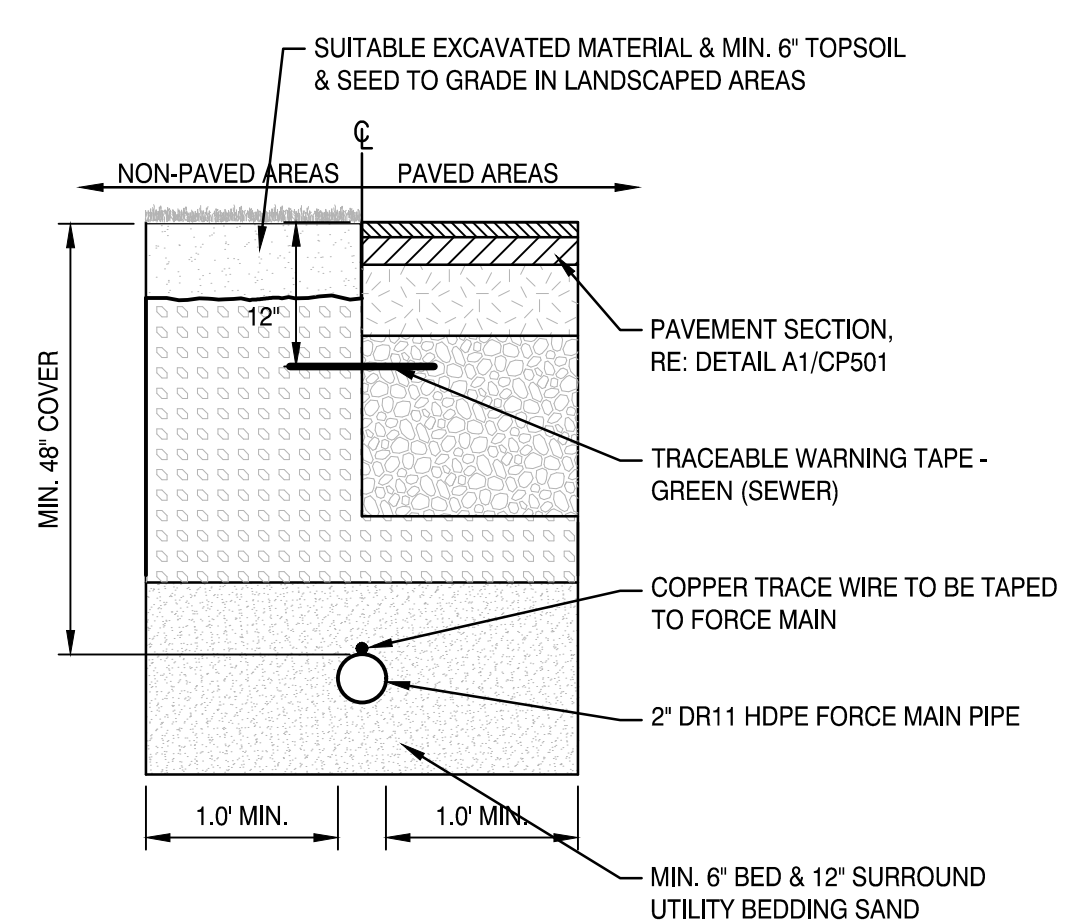 SUITABLE EXCAVATED MATERIAL & MIN. 6" TOPSOIL
& SEED TO GRADE IN LANDSCAPED AREAS
℄
NON-PAVED AREAS
PAVED AREAS
12"
MIN. 48" COVER
PAVEMENT SECTION,
RE: DETAIL A1/CP501
TRACEABLE WARNING TAPE -
GREEN (SEWER)
COPPER TRACE WIRE TO BE TAPED
TO FORCE MAIN
2" DR11 HDPE FORCE MAIN PIPE
1.0' MIN.
1.0' MIN.
MIN. 6" BED & 12" SURROUND
UTILITY BEDDING SAND